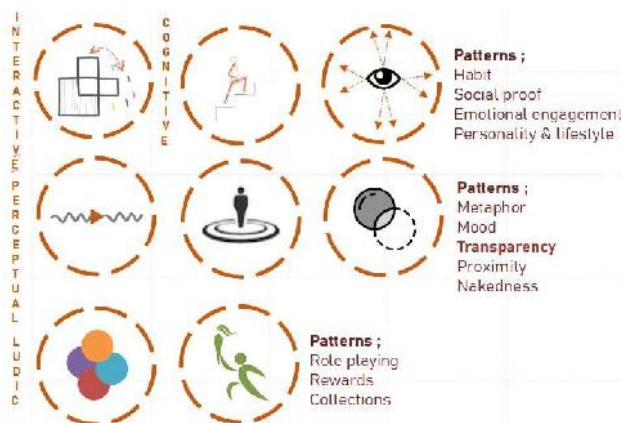 INTERACTIVE
COGNITIVE
Patterns ;
Habit
Social proof
Emotional engagement
Personality & lifestyle
PERCEPTUAL
Patterns ;
Metaphor
Mood
Transparency
Proximity
Nakedness
LUDIC
Patterns ;
Role playing
Rewards
Collections